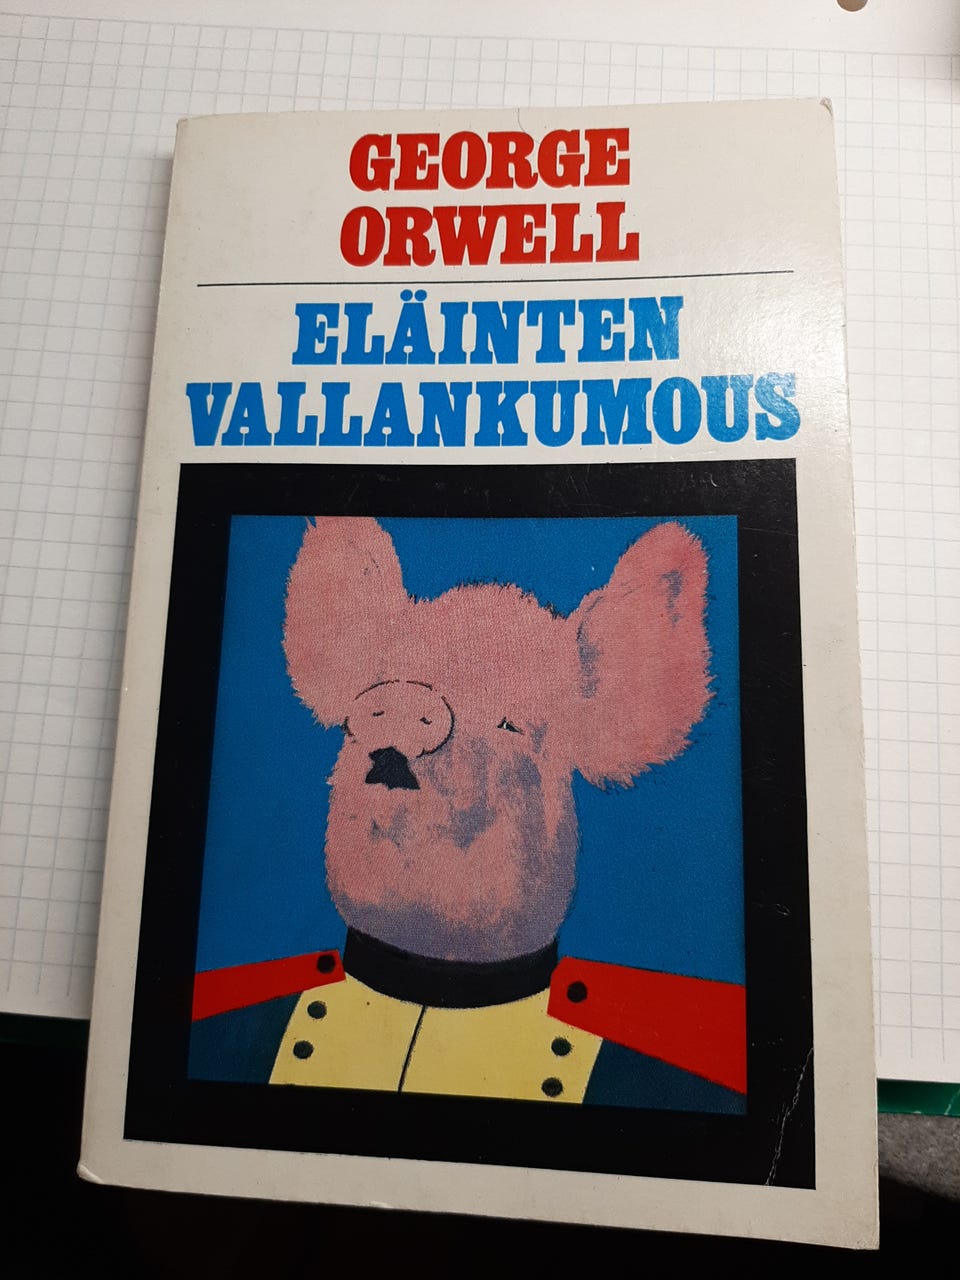 GEORGE
ORWELL
ELÄINTEN
VALLANKUMOUS